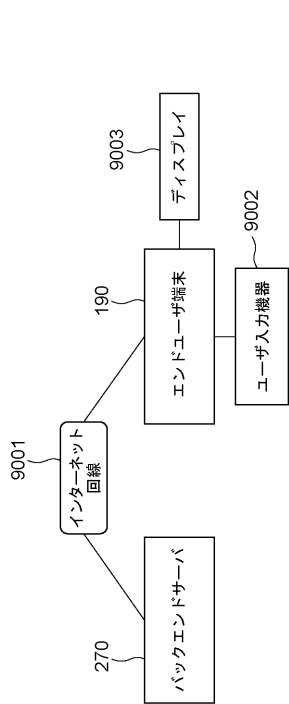 9001
インターネット
回線
270
バックエンドサーバ
190
エンドユーザ端末
9003
ディスプレイ
9002
ユーザ入力機器